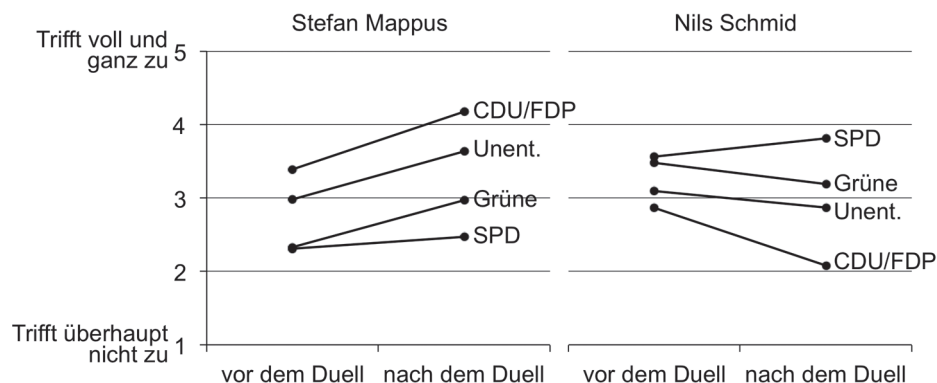 Stefan Mappus
Nils Schmid
Trifft voll und
ganz zu
5
4
3
2
Trifft überhaupt
nicht zu
1
CDU/FDP
Unent.
Grüne
SPD
SPD
Grüne
Unent.
CDU/FDP
vor dem Duell
nach dem Duell
vor dem Duell
nach dem Duell